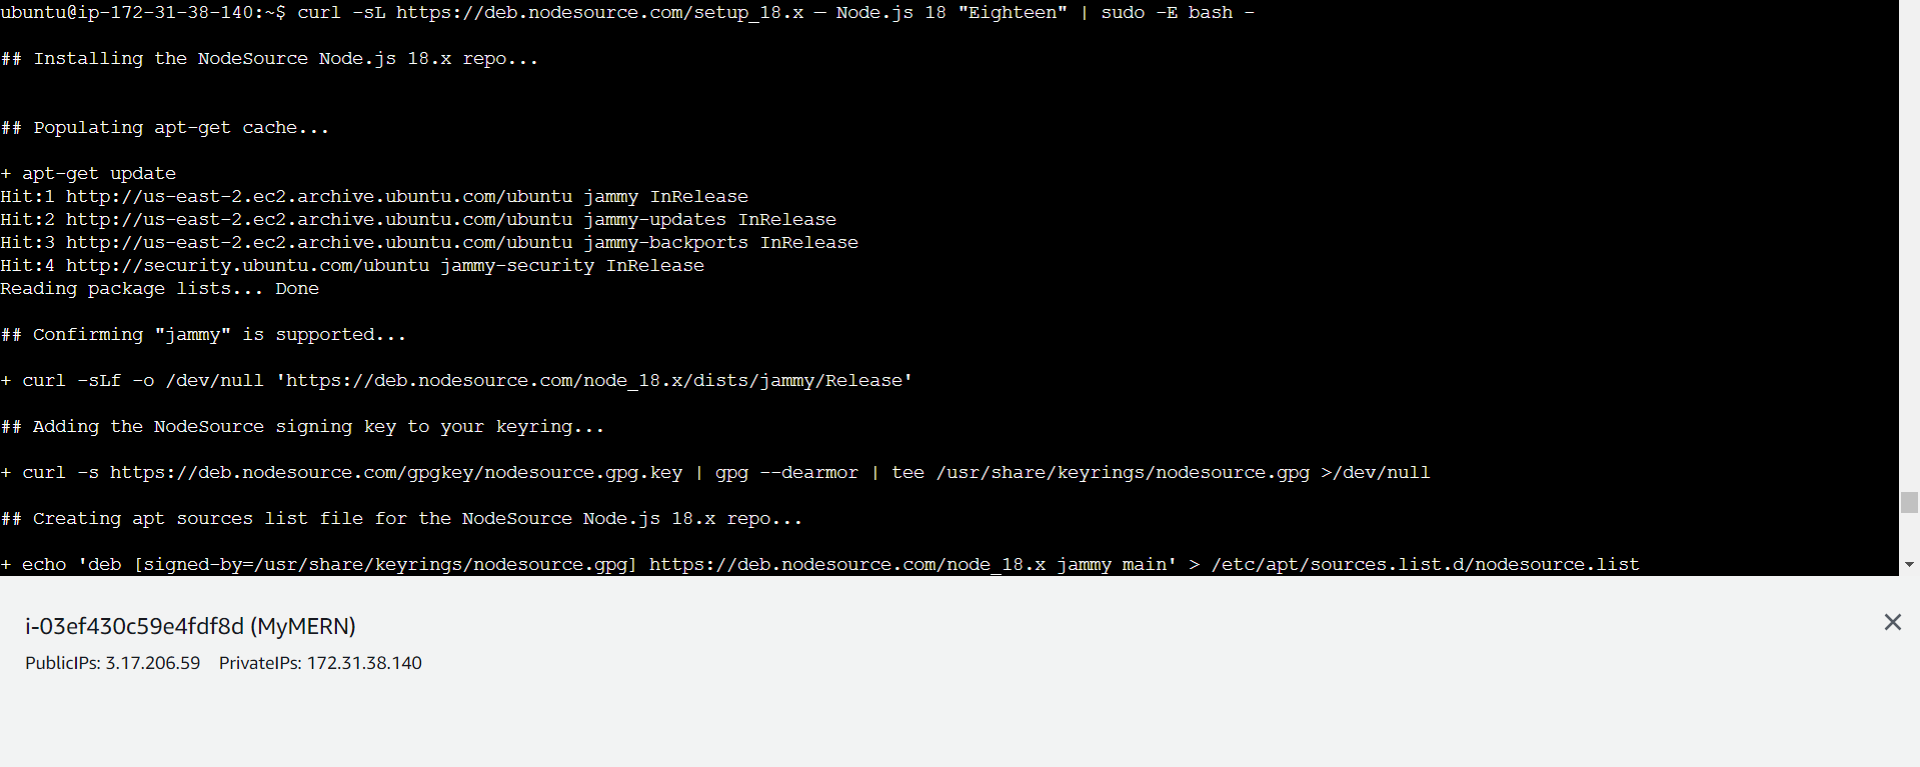 ubuntu@ip-172-31-38-140:~$ curl -sL https://deb.nodesource.com/setup_18.x — Node.js 18 "Eighteen" | sudo -E bash -
## Installing the NodeSource Node.js 18.x repo...
## Populating apt-get cache...
+ apt-get update
Hit:1 http://us-east-2.ec2.archive.ubuntu.com/ubuntu jammy InRelease
Hit:2 http://us-east-2.ec2.archive.ubuntu.com/ubuntu jammy-updates InRelease
Hit:3 http://us-east-2.ec2.archive.ubuntu.com/ubuntu jammy-backports InRelease
Hit:4 http://security.ubuntu.com/ubuntu jammy-security InRelease
Reading package lists... Done
## Confirming "jammy" is supported...
+ curl -sLf -o /dev/null 'https://deb.nodesource.com/node_18.x/dists/jammy/Release'
## Adding the NodeSource signing key to your keyring...
+ curl -s https://deb.nodesource.com/gpgkey/nodesource.gpg.key | gpg --dearmor | tee /usr/share/keyrings/nodesource.gpg >/dev/null
## Creating apt sources list file for the NodeSource Node.js 18.x repo...
+ echo 'deb [signed-by=/usr/share/keyrings/nodesource.gpg] https://deb.nodesource.com/node_18.x jammy main' > /etc/apt/sources.list.d/nodesource.list
i-03ef430c59e4fdf8d (MyMERN)
PublicIPs: 3.17.206.59 PrivateIPs: 172.31.38.140